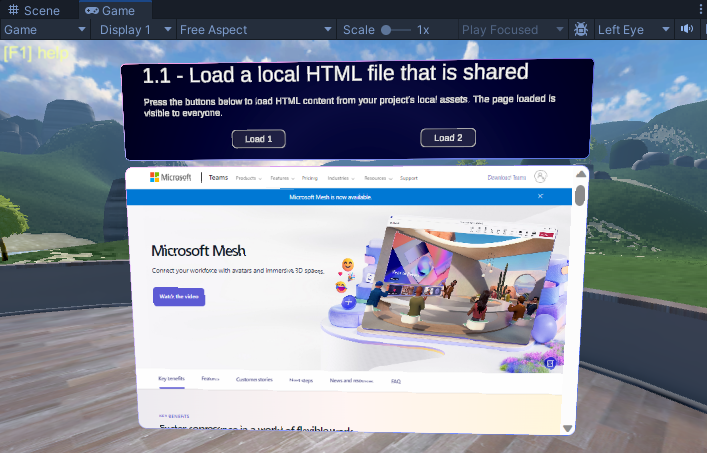 Scene Game
Game Display 1 Free Aspect Scale 1x Play Focused Left Eye
[F1] help
1.1 - Load a local HTML file that is shared
Press the buttons below to load HTML content from your project's local assets. The page loaded is
visible to everyone.
Load 1 Load 2
Microsoft Teams Products Features Pricing Industries Resources Support Download Teams
Microsoft Mesh is now available.
Microsoft Mesh
Connect your workforce with avatars and immersive 3D spaces.
Watch the video
Key benefits Features Customer stories Next steps News and resources FAQ
KEY BENEFITS